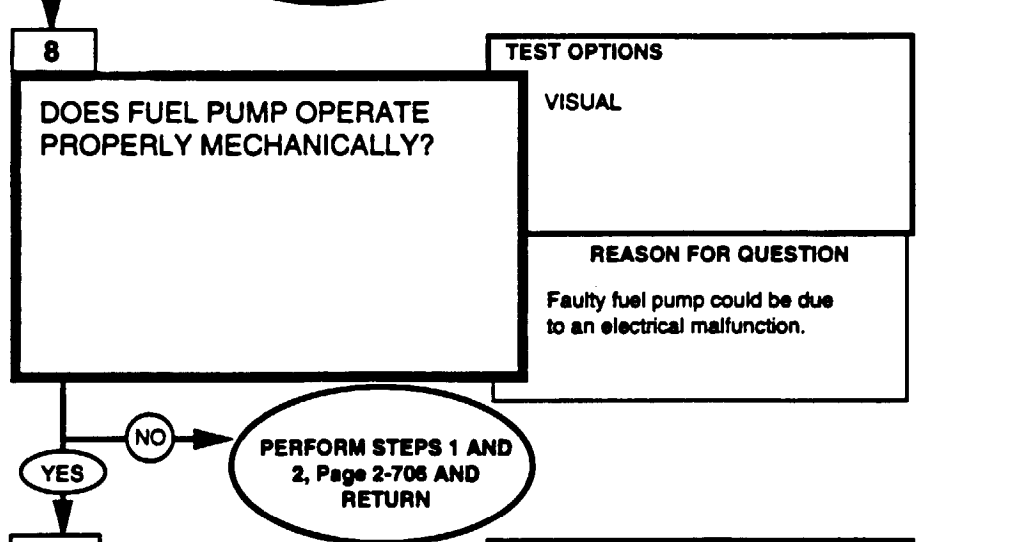 8
DOES FUEL PUMP OPERATE
PROPERLY MECHANICALLY?
TEST OPTIONS
VISUAL
REASON FOR QUESTION
Faulty fuel pump could be due
to an electrical malfunction.
NO
PERFORM STEPS 1 AND
2, Page 2-706 AND
RETURN
YES